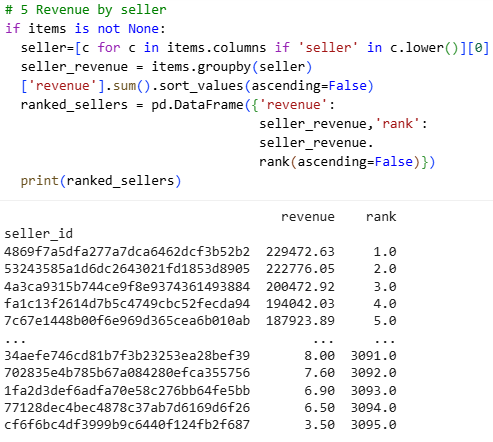 # 5 Revenue by seller
if items is not None:
  seller=[c for c in items.columns if 'seller' in c.lower()][0]
  seller_revenue = items.groupby(seller)
  ['revenue'].sum().sort_values(ascending=False)
  ranked_sellers = pd.DataFrame({'revenue':
                                 seller_revenue,'rank':
                                 seller_revenue.
                                 rank(ascending=False)})
  print(ranked_sellers)
                                    revenue    rank
seller_id
4869f7a5dfa277a7dca6462dcf3b52b2  229472.63     1.0
53243585a1d6dc2643021fd1853d8905  222776.05     2.0
4a3ca9315b744ce9f8e9374361493884  200472.92     3.0
fa1c13f2614d7b5c4749cbc52fecda94  194042.03     4.0
7c67e1448b00f6e969d365cea6b010ab  187923.89     5.0
...                                     ...     ...
34aefe746cd81b7f3b23253ea28bef39       8.00  3091.0
702835e4b785b67a084280efca355756       7.60  3092.0
1fa2d3def6adfa70e58c276bb64fe5bb       6.90  3093.0
77128dec4bec4878c37ab7d6169d6f26       6.50  3094.0
cf6f6bc4df3999b9c6440f124fb2f687       3.50  3095.0